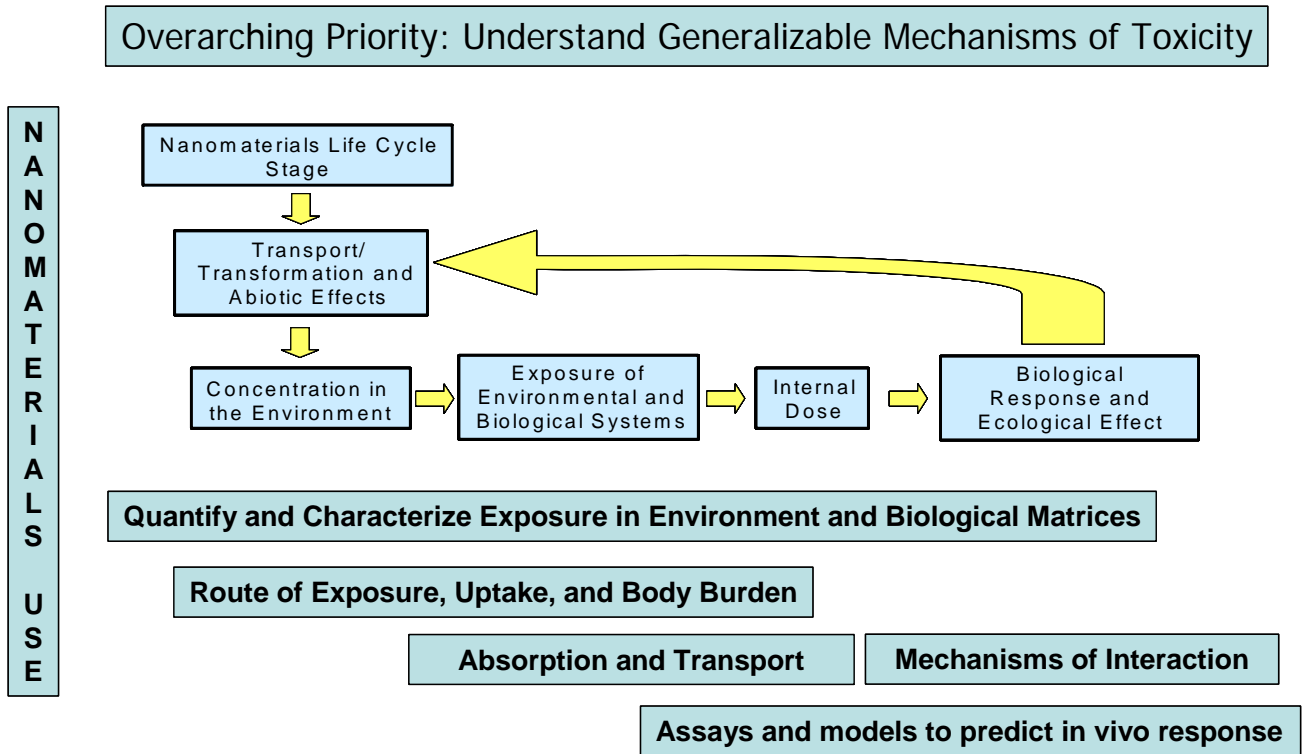 Overarching Priority: Understand Generalizable Mechanisms of Toxicity
NANOMATERIALS USE
Nanomaterials Life Cycle
Stage
Transport/
Transformation and
Abiotic Effects
Concentration in
the Environment
Exposure of
Environmental and
Biological Systems
Internal
Dose
Biological
Response and
Ecological Effect
Quantify and Characterize Exposure in Environment and Biological Matrices
Route of Exposure, Uptake, and Body Burden
Absorption and Transport
Mechanisms of Interaction
Assays and models to predict in vivo response